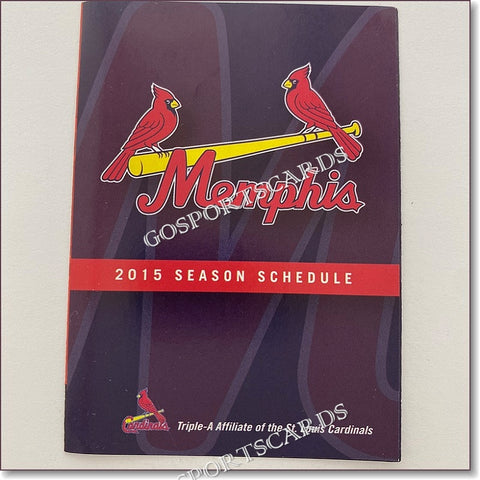 Memphis
GOSPORTSCARDS
2015 SEASON SCHEDULE
Cardinals
Triple-A Affiliate of the St. Louis Cardinals
GOSPORTSCARDS